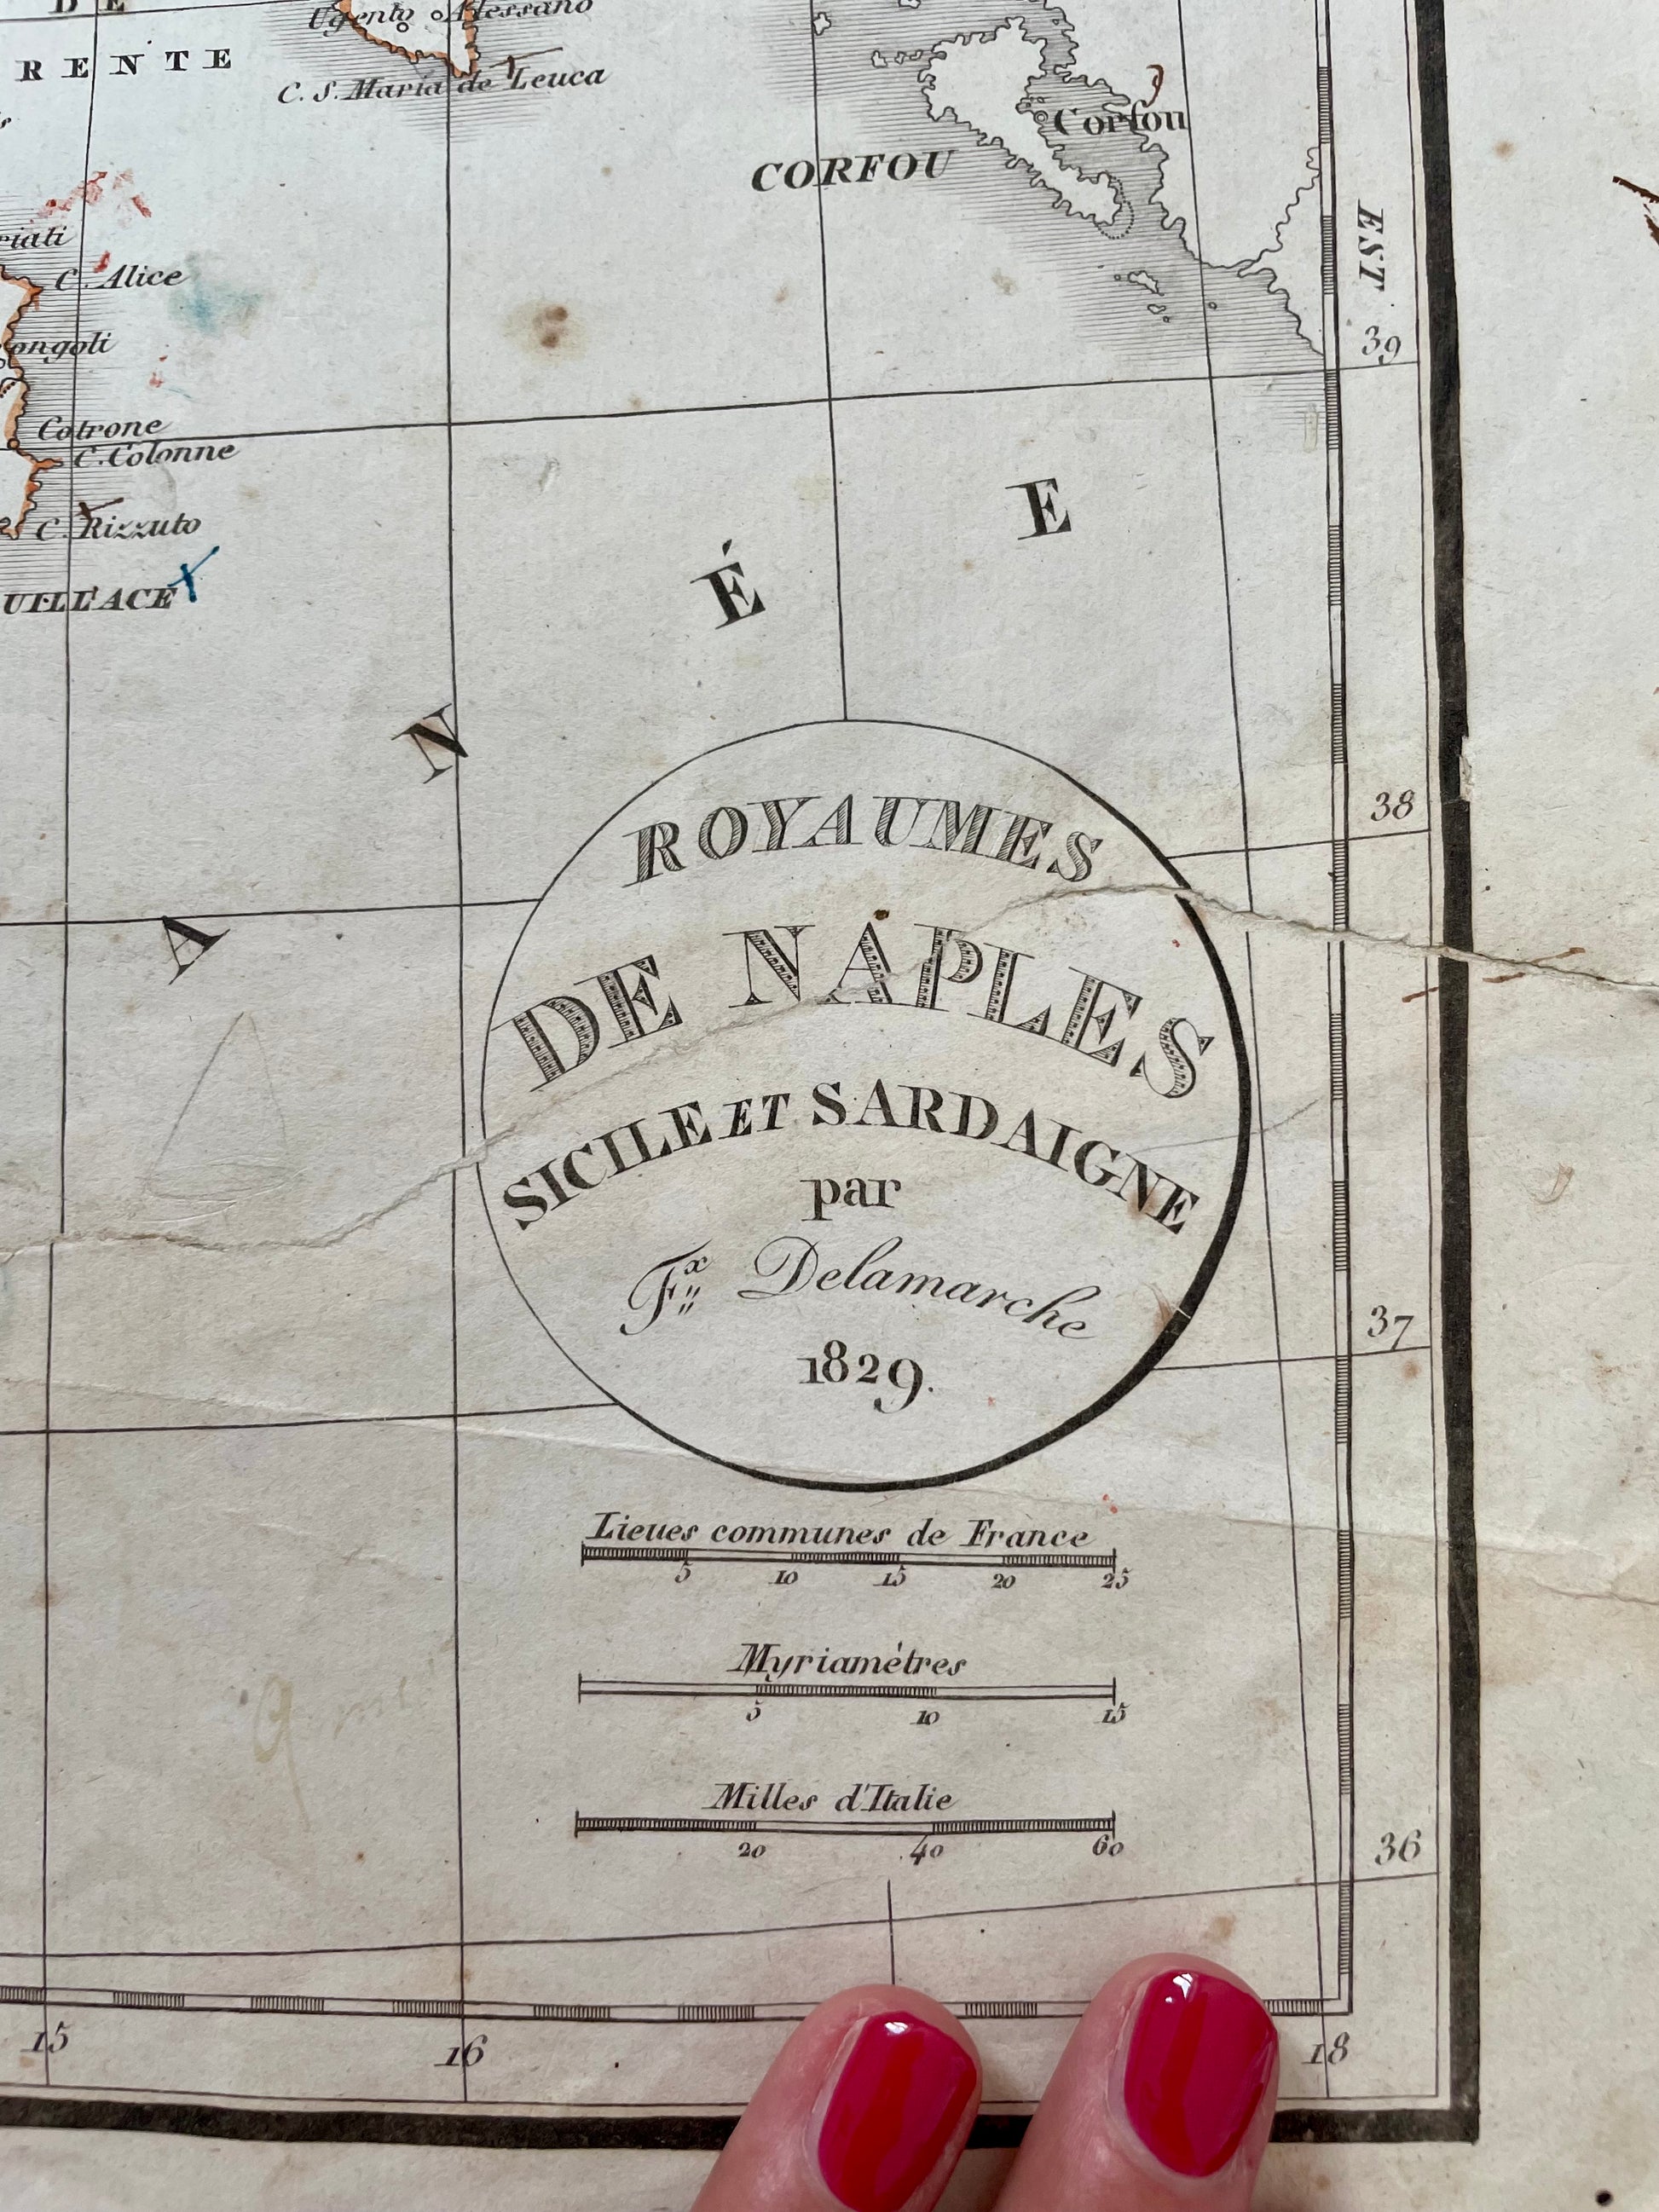 DE
Ugento Alessano
RENTE
C. S. Maria de Leuca
Corfou
CORFOU
EST
C. Alice
39
Cotrone
C. Colonne
E
C. Rizzuto
É
N
38
A
ROYAUMES
DE NAPLES
SICILE ET SARDAIGNE
par
Fx Delamarche
1829.
37
Lieues communes de France
5 10 15 20 25
Myriamètres
5 10 15
Milles d'Italie
20 40 60
36
15 16 18